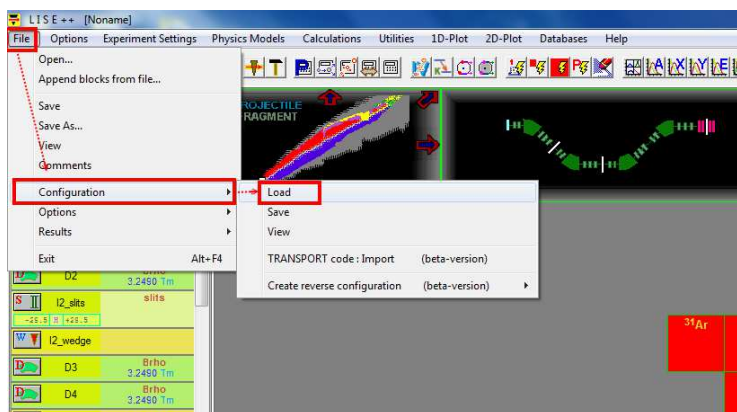 LISE++ [Noname]
File Options Experiment Settings Physics Models Calculations Utilities 1D-Plot 2D-Plot Databases Help
Open...
Append blocks from file...
Save
Save As...
View
Comments
Configuration
Options
Results
Exit Alt+F4
Load
Save
View
TRANSPORT code : Import (beta-version)
Create reverse configuration (beta-version)
PROJECTILE
FRAGMENT
D D2 Brho
3.2490 Tm
S I2_slits slits
-29.5 H +29.5
W I2_wedge
D D3 Brho
3.2490 Tm
D D4 Brho
3.2490 Tm
31Ar